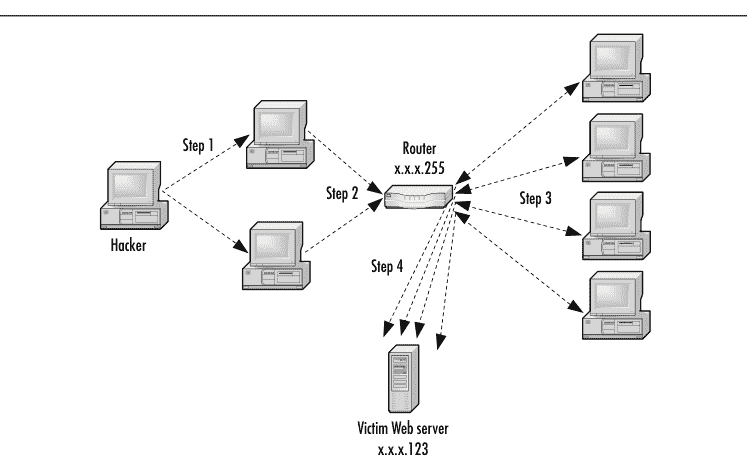 Step 1
Hacker
Router
x.x.x.255
Step 2
Step 3
Step 4
Victim Web server
x.x.x.123